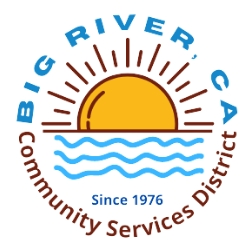 BIG RIVER, CA
Since 1976
Community Services District